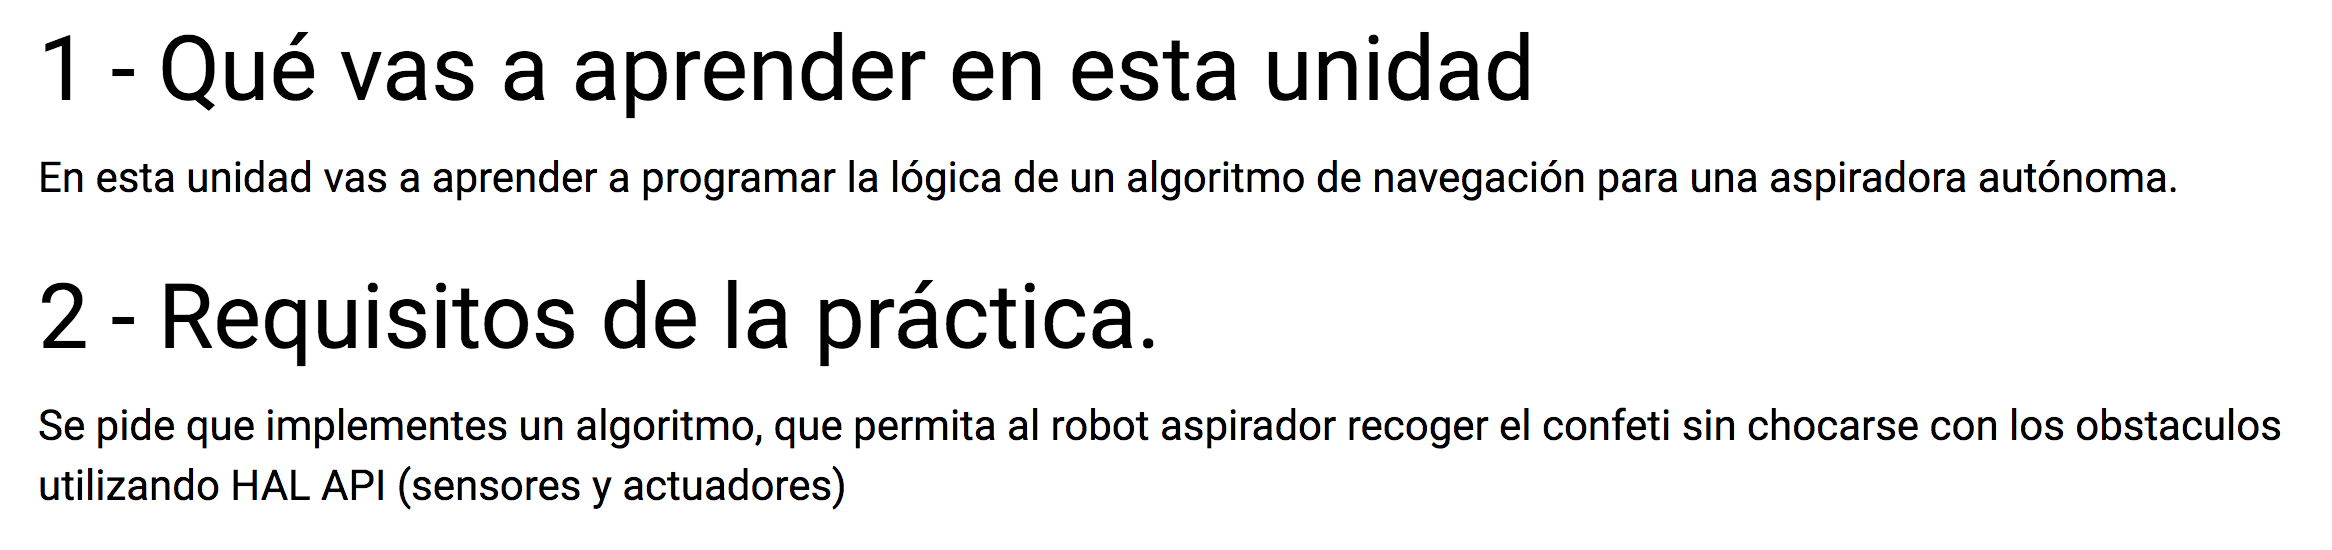 1 - Qué vas a aprender en esta unidad
En esta unidad vas a aprender a programar la lógica de un algoritmo de navegación para una aspiradora autónoma.
2 - Requisitos de la práctica.
Se pide que implementes un algoritmo, que permita al robot aspirador recoger el confeti sin chocarse con los obstaculos
utilizando HAL API (sensores y actuadores)